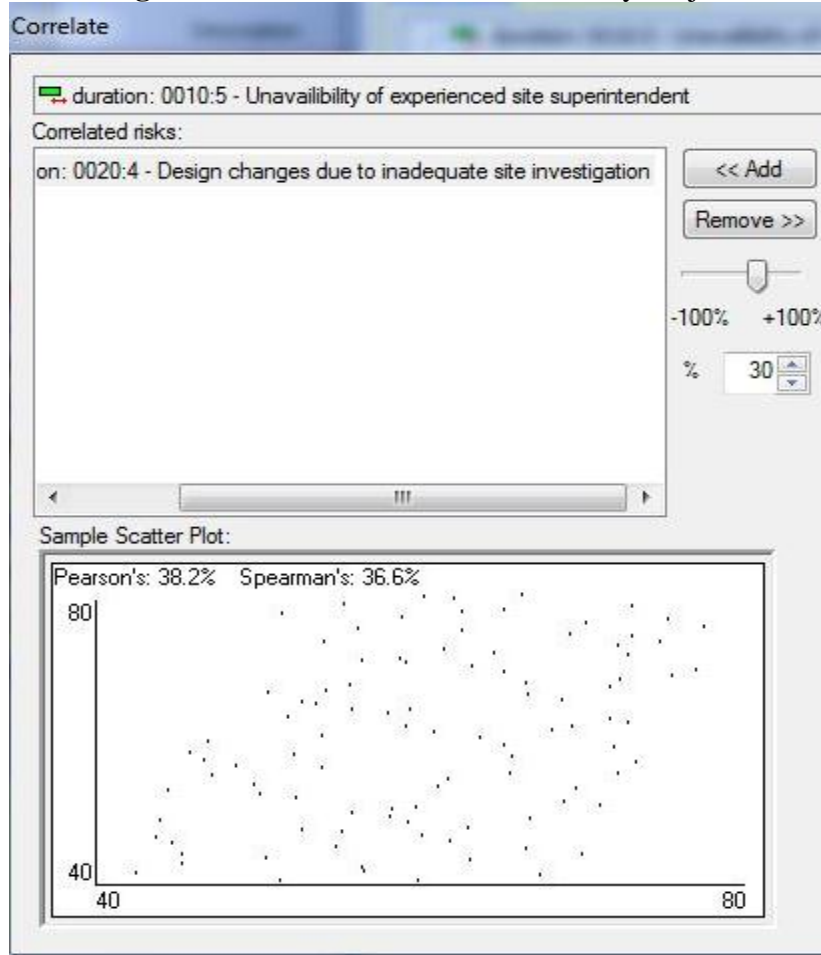 Correlate
duration: 0010:5 - Unavailibility of experienced site superintendent
Correlated risks:
on: 0020:4 - Design changes due to inadequate site investigation
<< Add
Remove >>
-100% +100%
% 30
Sample Scatter Plot:
Pearson's: 38.2% Spearman's: 36.6%
80
40
40 80